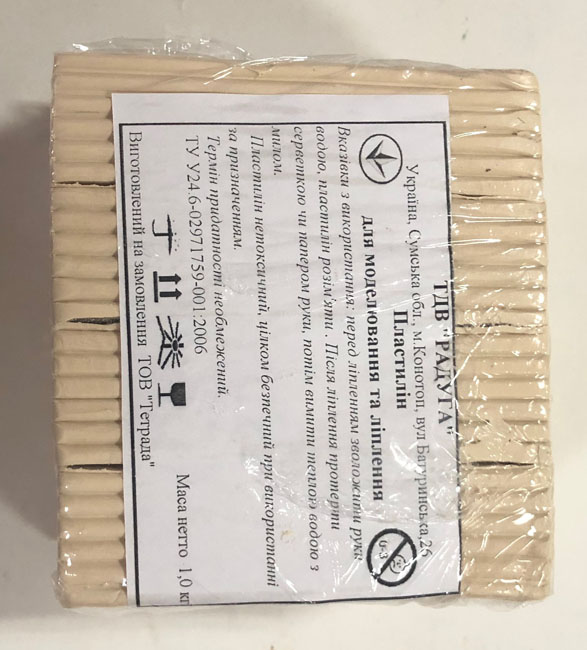 ТДВ "РАДУГА"
Україна, Сумська обл., м.Конотоп, вул Батуринська,26
Пластилін
для моделювання та ліплення
0-3
Вказівки з використання: перед ліпленням зволожити руки
водою, пластилін розім'яти . Після ліплення протерти
серветкою чи папером руки, потім вимити теплою водою з
милом.
Пластилін нетоксичний, цілком безпечний при використанні
за призначенням.
Термін придатності необмежений.
ТУ У24.6-02971759-001:2006
Маса нетто 1,0 кг
Виготовлений на замовлення ТОВ "Тетрада"